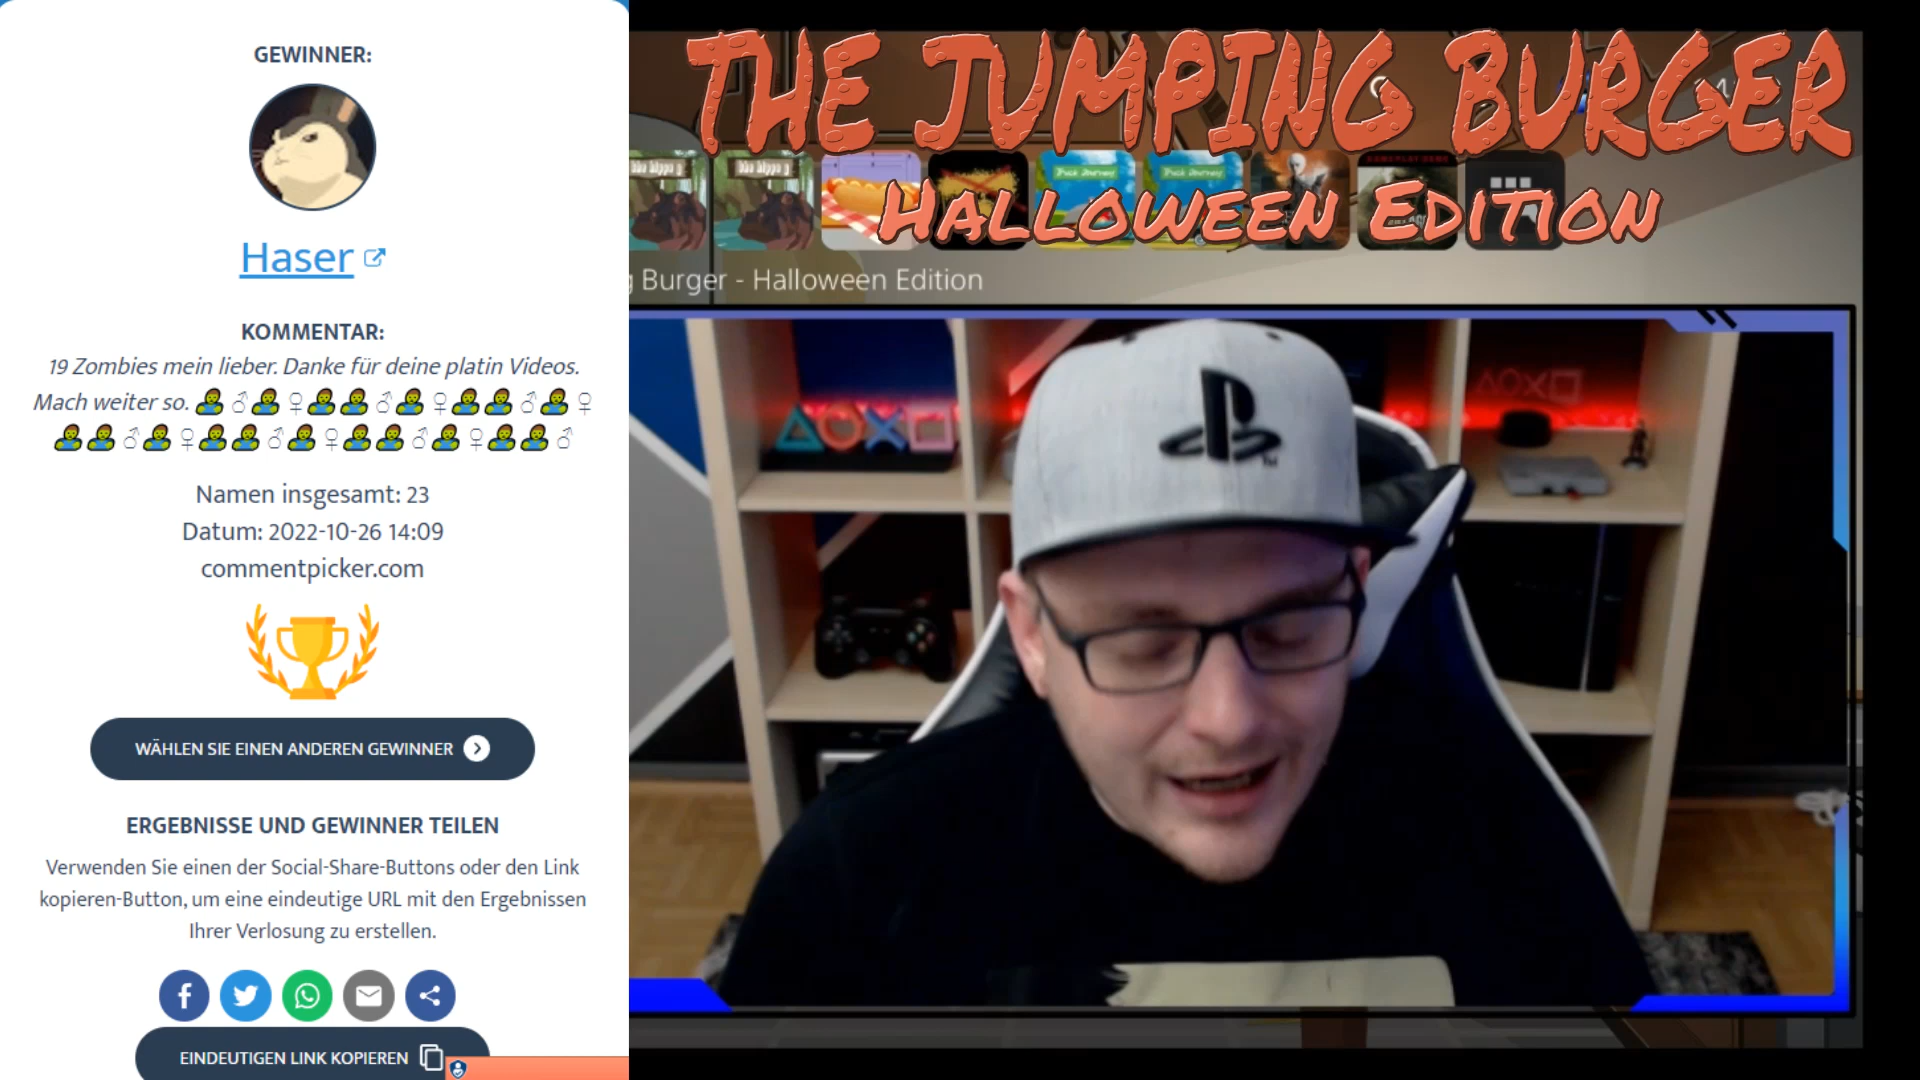 GEWINNER:
Haser
KOMMENTAR:
19 Zombies mein lieber. Danke für deine platin Videos.
Mach weiter so. 🧟‍♂🧟‍♀🧟🧟‍♂🧟‍♀🧟🧟‍♂🧟‍♀
🧟🧟‍♂🧟‍♀🧟🧟‍♂🧟‍♀🧟🧟‍♂🧟‍♀🧟🧟‍♂
Namen insgesamt: 23
Datum: 2022-10-26 14:09
commentpicker.com
WÄHLEN SIE EINEN ANDEREN GEWINNER
ERGEBNISSE UND GEWINNER TEILEN
Verwenden Sie einen der Social-Share-Buttons oder den Link
kopieren-Button, um eine eindeutige URL mit den Ergebnissen
Ihrer Verlosung zu erstellen.
EINDEUTIGEN LINK KOPIEREN
THE JUMPING BURGER
HALLOWEEN EDITION
Burger - Halloween Edition